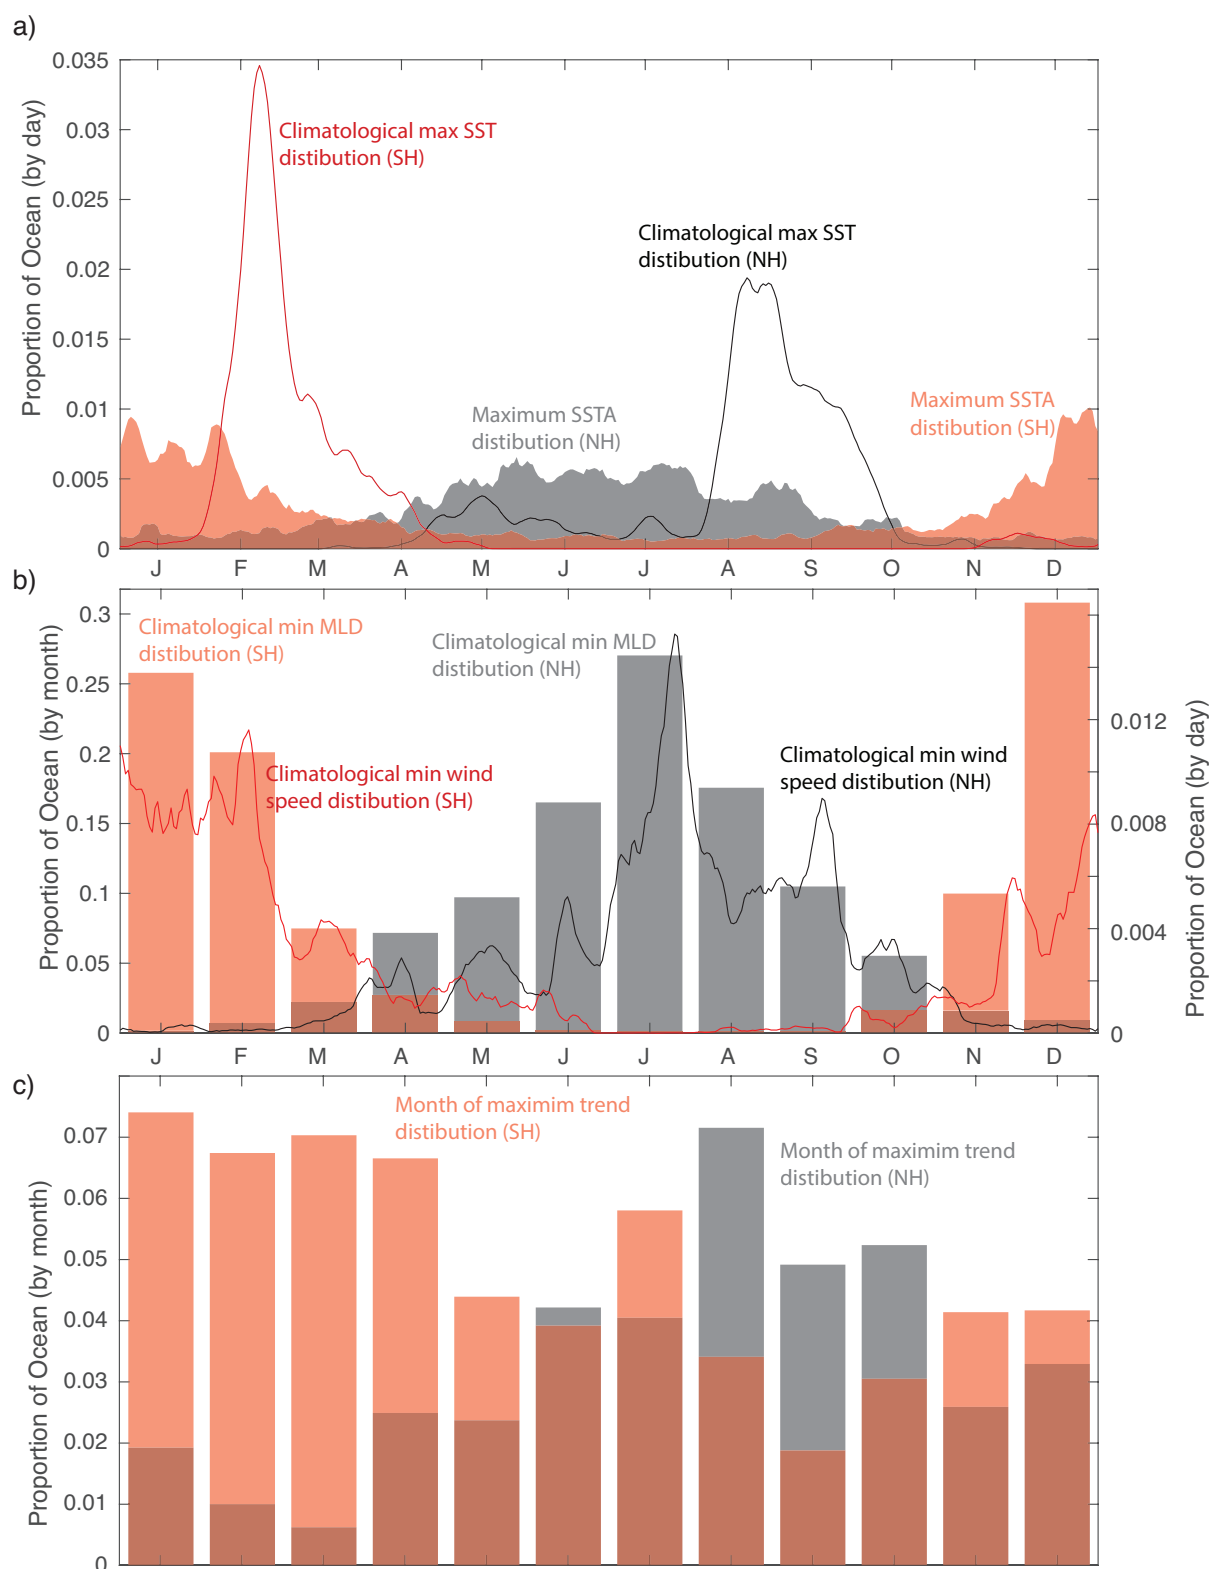 a)
0.035
0.03
0.025
0.02
0.015
0.01
0.005
0
Proportion of Ocean (by day)
Climatological max SST
distibution (SH)
Climatological max SST
distibution (NH)
Maximum SSTA
distibution (NH)
Maximum SSTA
distibution (SH)
J F M A M J J A S O N D
b)
0.3
0.25
0.2
0.15
0.1
0.05
0
Proportion of Ocean (by month)
Climatological min MLD
distibution (SH)
Climatological min MLD
distibution (NH)
Climatological min wind
speed distibution (SH)
Climatological min wind
speed distibution (NH)
0.012
0.008
0.004
0
Proportion of Ocean (by day)
J F M A M J J A S O N D
c)
0.07
0.06
0.05
0.04
0.03
0.02
0.01
0
Proportion of Ocean (by month)
Month of maximim trend
distibution (SH)
Month of maximim trend
distibution (NH)